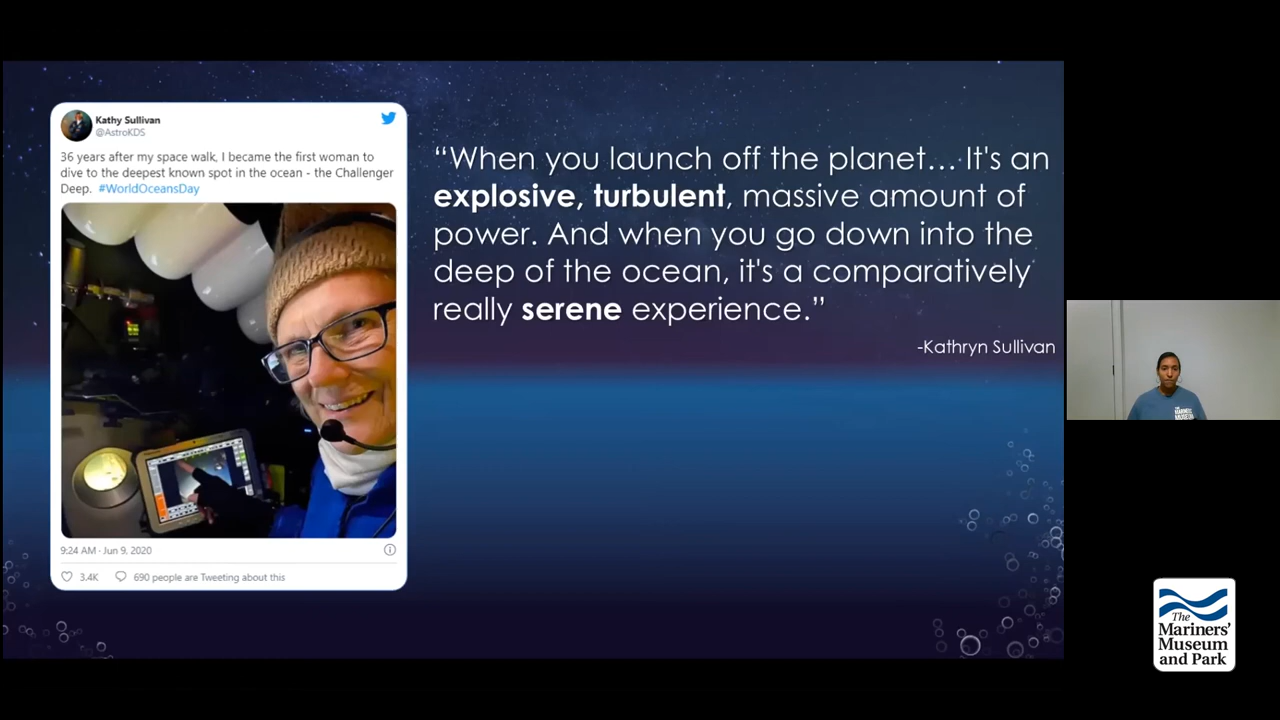 Kathy Sullivan
@AstroKDS
36 years after my space walk, I became the first woman to
dive to the deepest known spot in the ocean - the Challenger
Deep. #WorldOceansDay
9:24 AM · Jun 9, 2020
3.4K
690 people are Tweeting about this
“When you launch off the planet... It's an
explosive, turbulent, massive amount of
power. And when you go down into the
deep of the ocean, it's a comparatively
really serene experience.”
-Kathryn Sullivan
THE
MARINERS'
MUSEUM
The
Mariners'
Museum
and Park